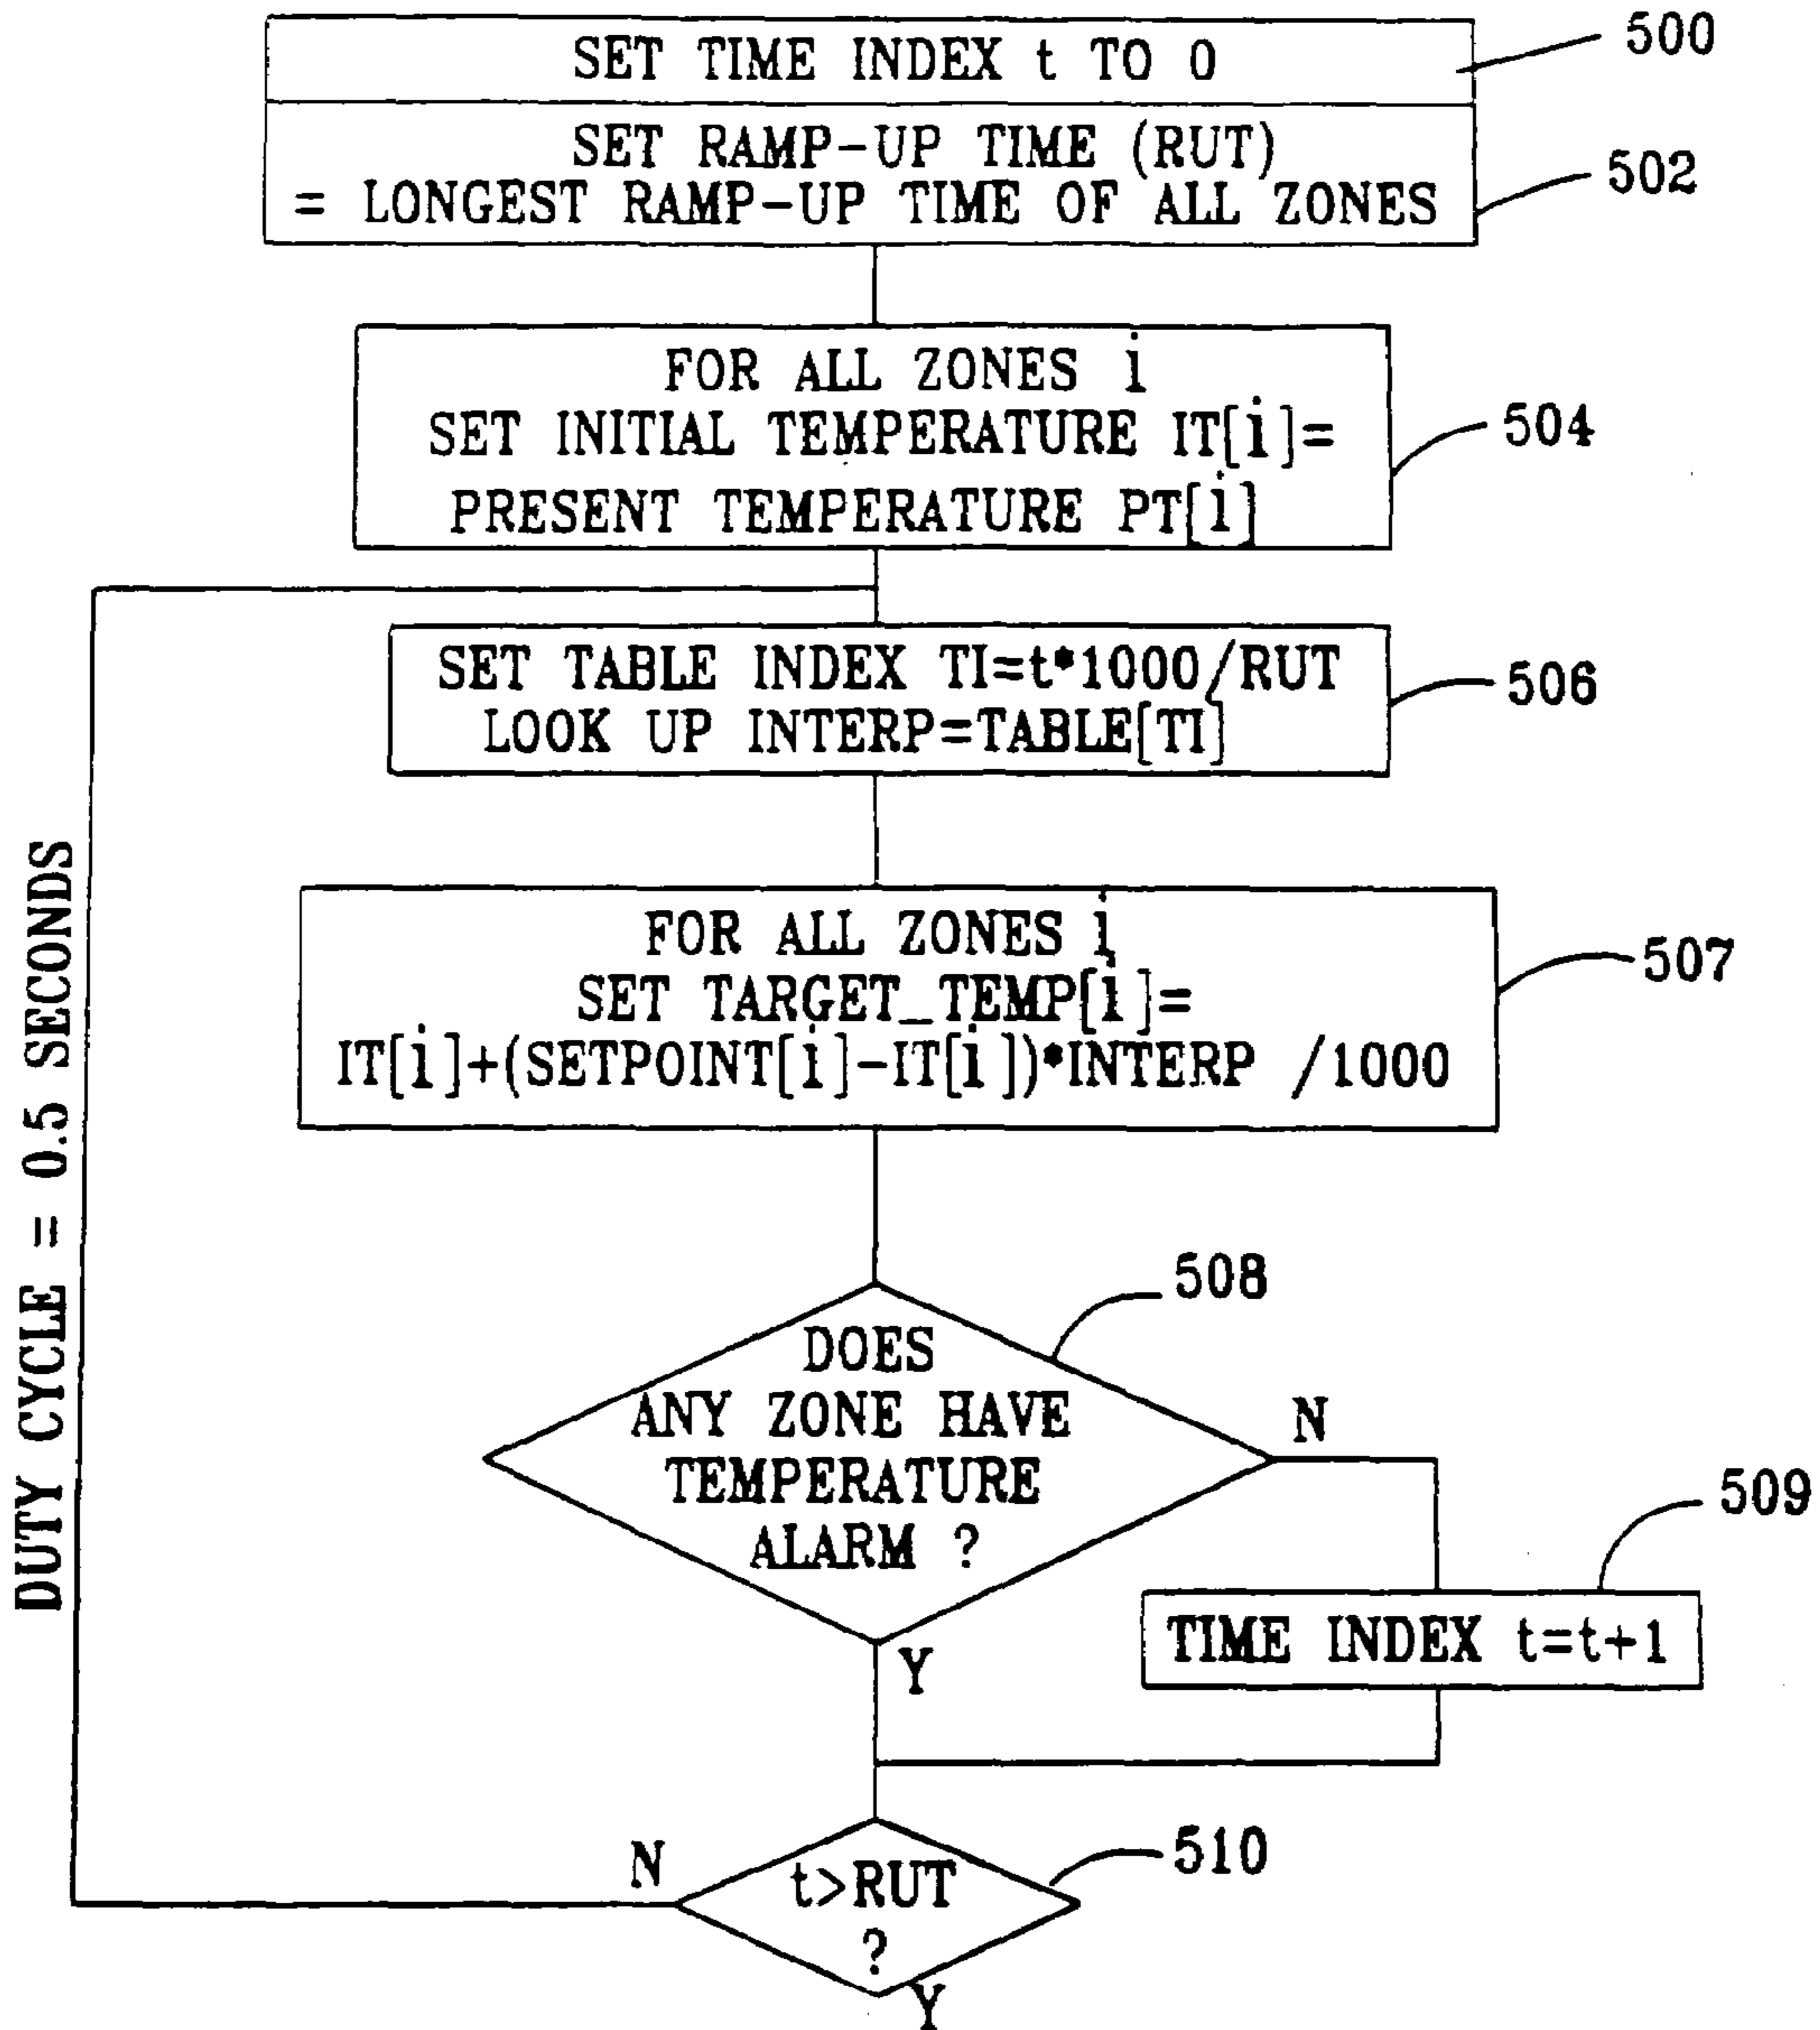 SET TIME INDEX t TO 0
500
SET RAMP-UP TIME (RUT)
= LONGEST RAMP-UP TIME OF ALL ZONES
502
FOR ALL ZONES i
SET INITIAL TEMPERATURE IT[i]=
PRESENT TEMPERATURE PT[i]
504
SET TABLE INDEX TI=t*1000/RUT
LOOK UP INTERP=TABLE[TI]
506
FOR ALL ZONES i
SET TARGET_TEMP[i]=
IT[i]+(SETPOINT[i]-IT[i])*INTERP /1000
507
DUTY CYCLE = 0.5 SECONDS
508
DOES
ANY ZONE HAVE
TEMPERATURE
ALARM ?
N
509
TIME INDEX t=t+1
Y
510
N
t>RUT
?
Y